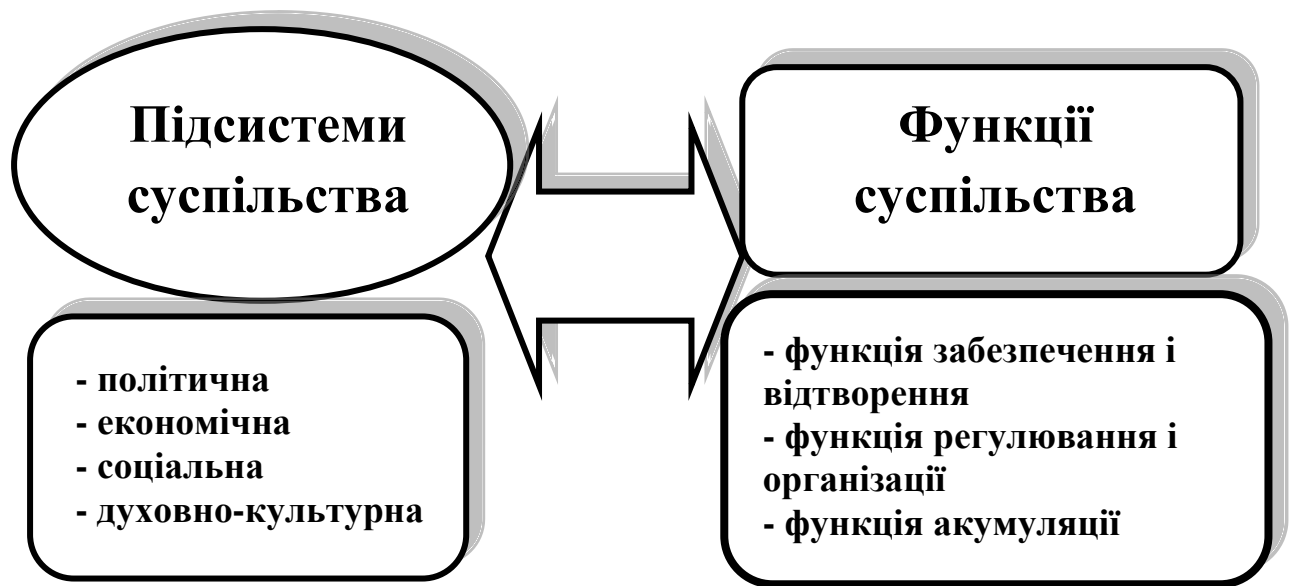 Підсистеми
суспільства
- політична
- економічна
- соціальна
- духовно-культурна
Функції
суспільства
- функція забезпечення і
відтворення
- функція регулювання і
організації
- функція акумуляції